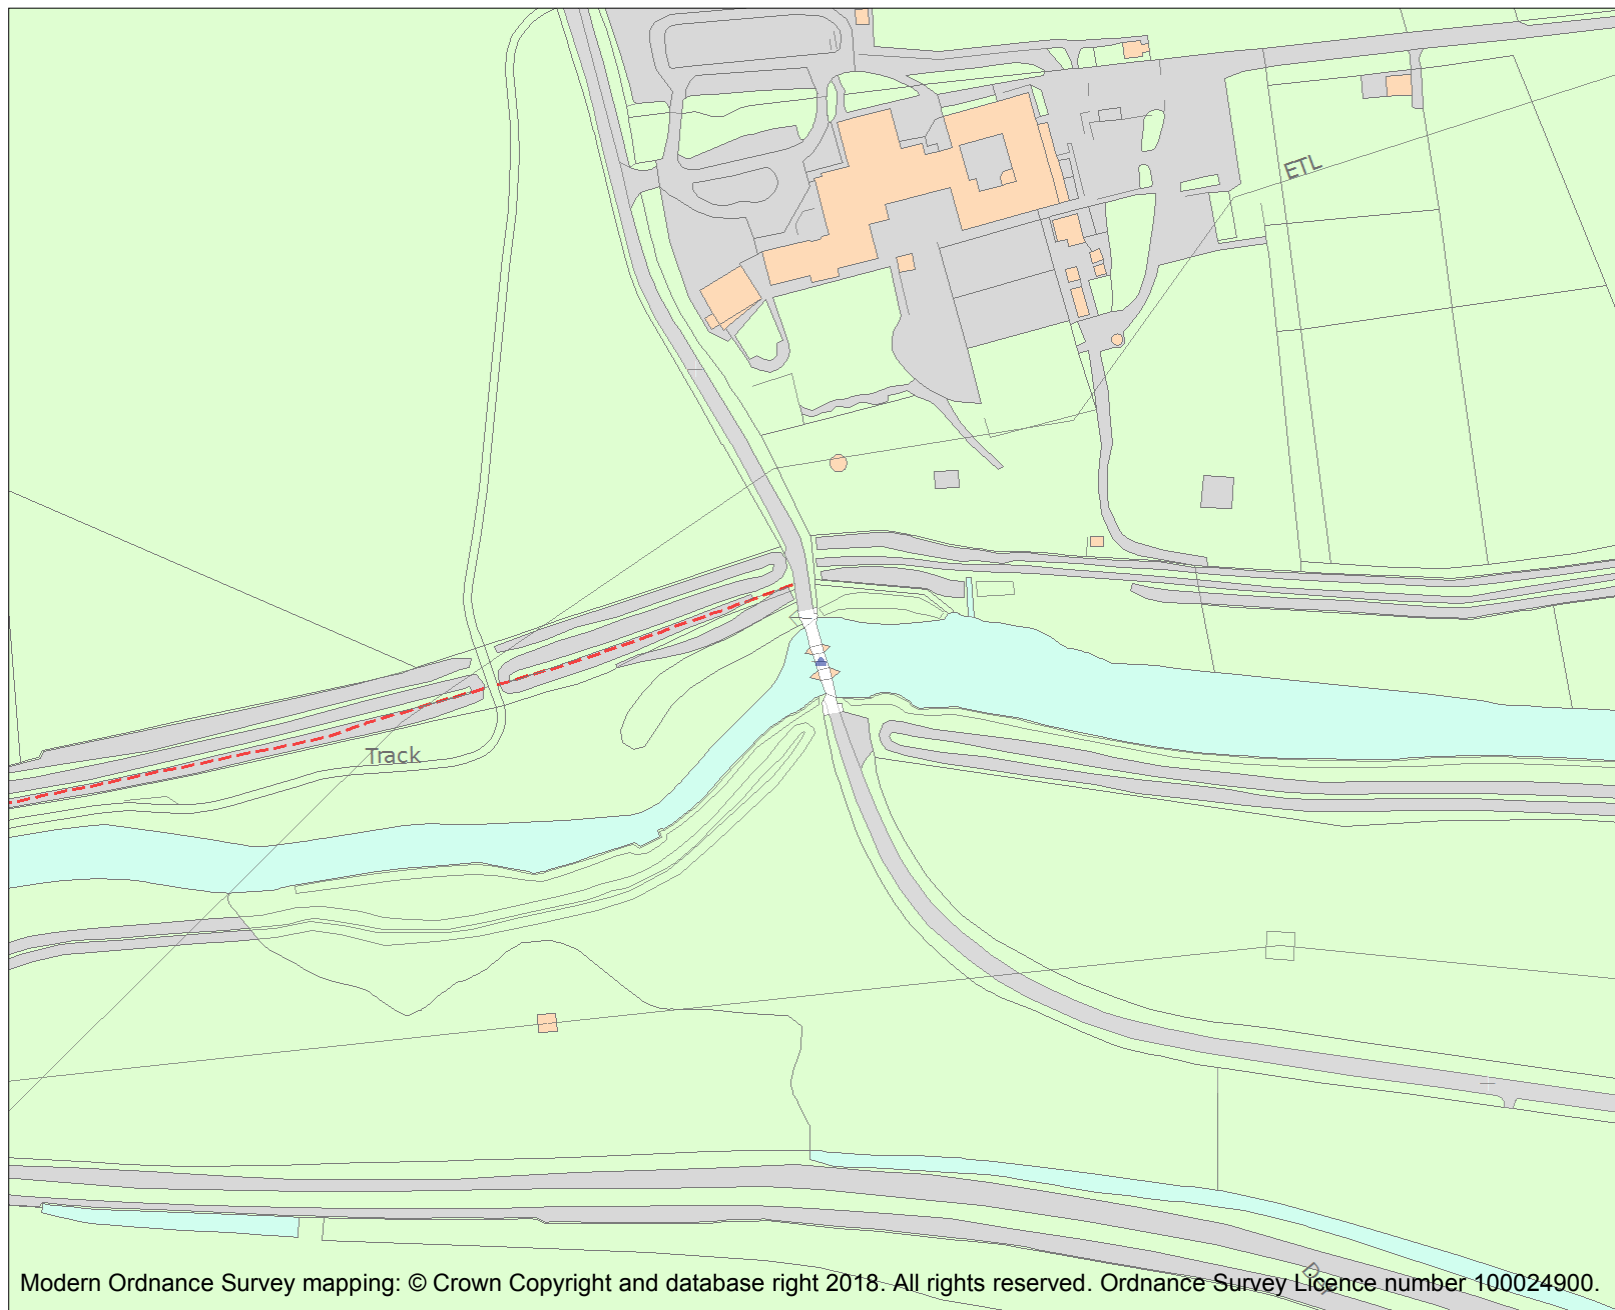 ETL
Track
Modern Ordnance Survey mapping: © Crown Copyright and database right 2018. All rights reserved. Ordnance Survey Licence number 100024900.